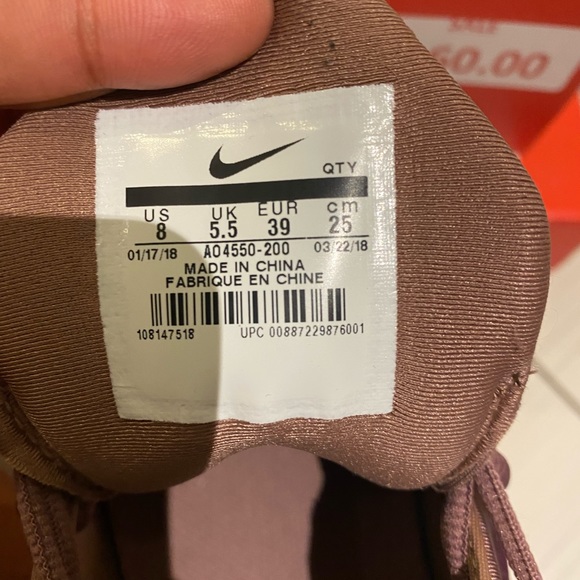 SALE
60.00
QTY
US UK EUR cm
8 5.5 39 25
01/17/18 AO4550-200 03/22/18
MADE IN CHINA
FABRIQUE EN CHINE
108147518 UPC 00887229876001